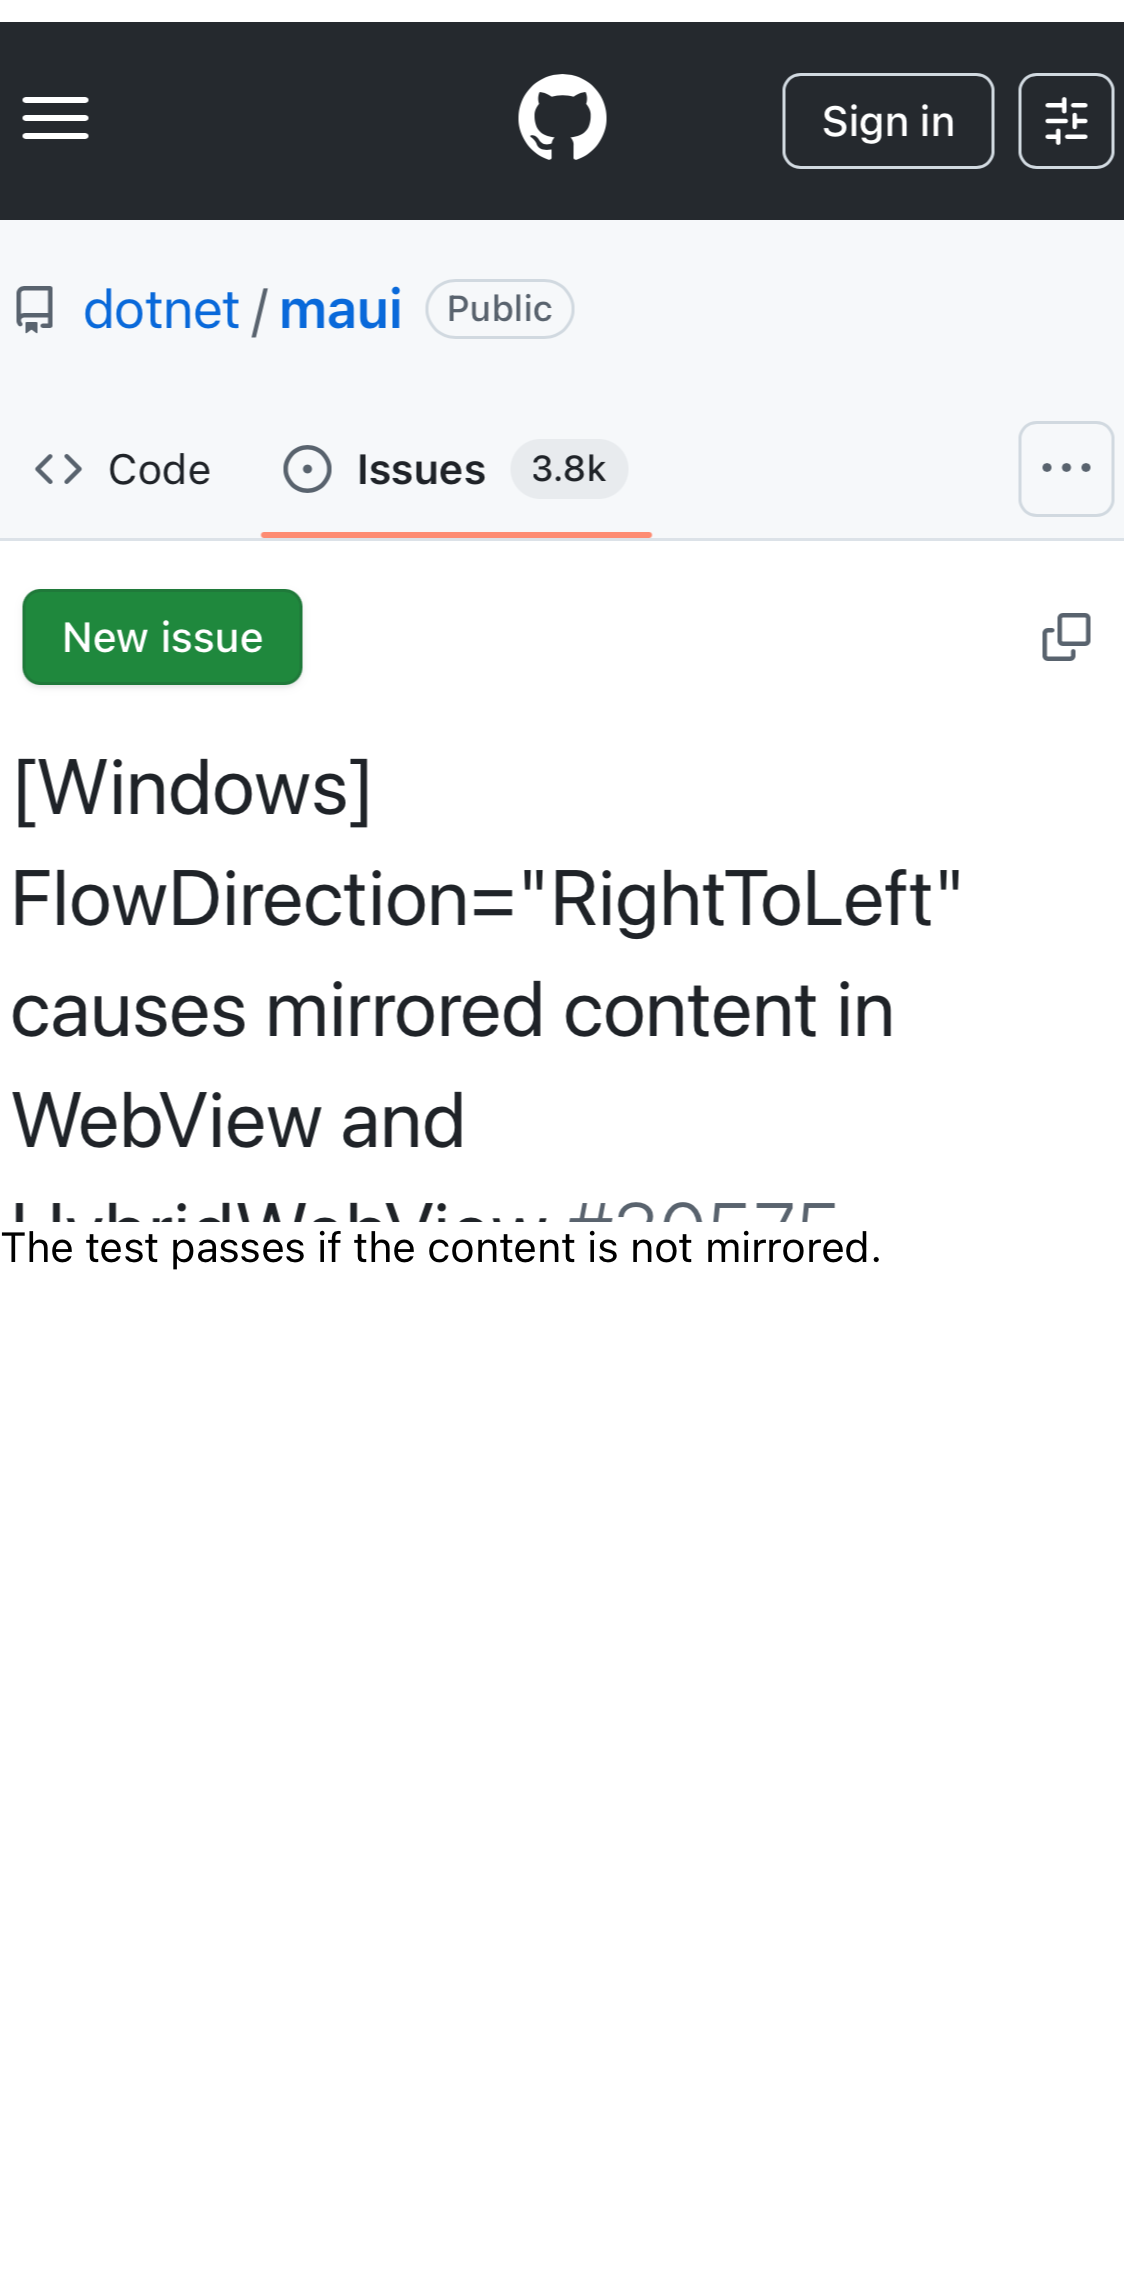 Sign in
dotnet / maui Public
Code Issues 3.8k
New issue
[Windows]
FlowDirection="RightToLeft"
causes mirrored content in
WebView and
HybridWebView
The test passes if the content is not mirrored.